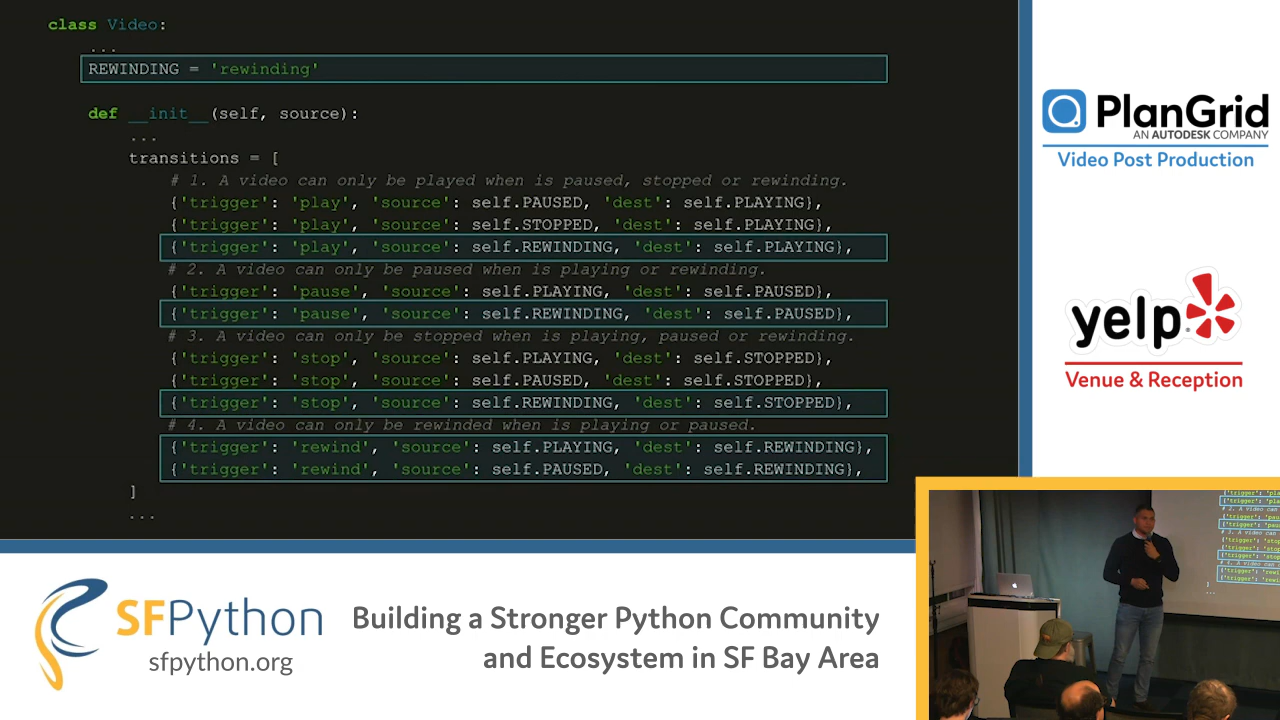 class Video:
...
REWINDING = 'rewinding'
def __init__(self, source):
...
transitions = [
# 1. A video can only be played when is paused, stopped or rewinding.
{'trigger': 'play', 'source': self.PAUSED, 'dest': self.PLAYING},
{'trigger': 'play', 'source': self.STOPPED, 'dest': self.PLAYING},
{'trigger': 'play', 'source': self.REWINDING, 'dest': self.PLAYING},
# 2. A video can only be paused when is playing or rewinding.
{'trigger': 'pause', 'source': self.PLAYING, 'dest': self.PAUSED},
{'trigger': 'pause', 'source': self.REWINDING, 'dest': self.PAUSED},
# 3. A video can only be stopped when is playing, paused or rewinding.
{'trigger': 'stop', 'source': self.PLAYING, 'dest': self.STOPPED},
{'trigger': 'stop', 'source': self.PAUSED, 'dest': self.STOPPED},
{'trigger': 'stop', 'source': self.REWINDING, 'dest': self.STOPPED},
# 4. A video can only be rewinded when is playing or paused.
{'trigger': 'rewind', 'source': self.PLAYING, 'dest': self.REWINDING},
{'trigger': 'rewind', 'source': self.PAUSED, 'dest': self.REWINDING},
]
...
PlanGrid
AN AUTODESK COMPANY
Video Post Production
yelp
Venue & Reception
SFPython
sfpython.org
Building a Stronger Python Community
and Ecosystem in SF Bay Area